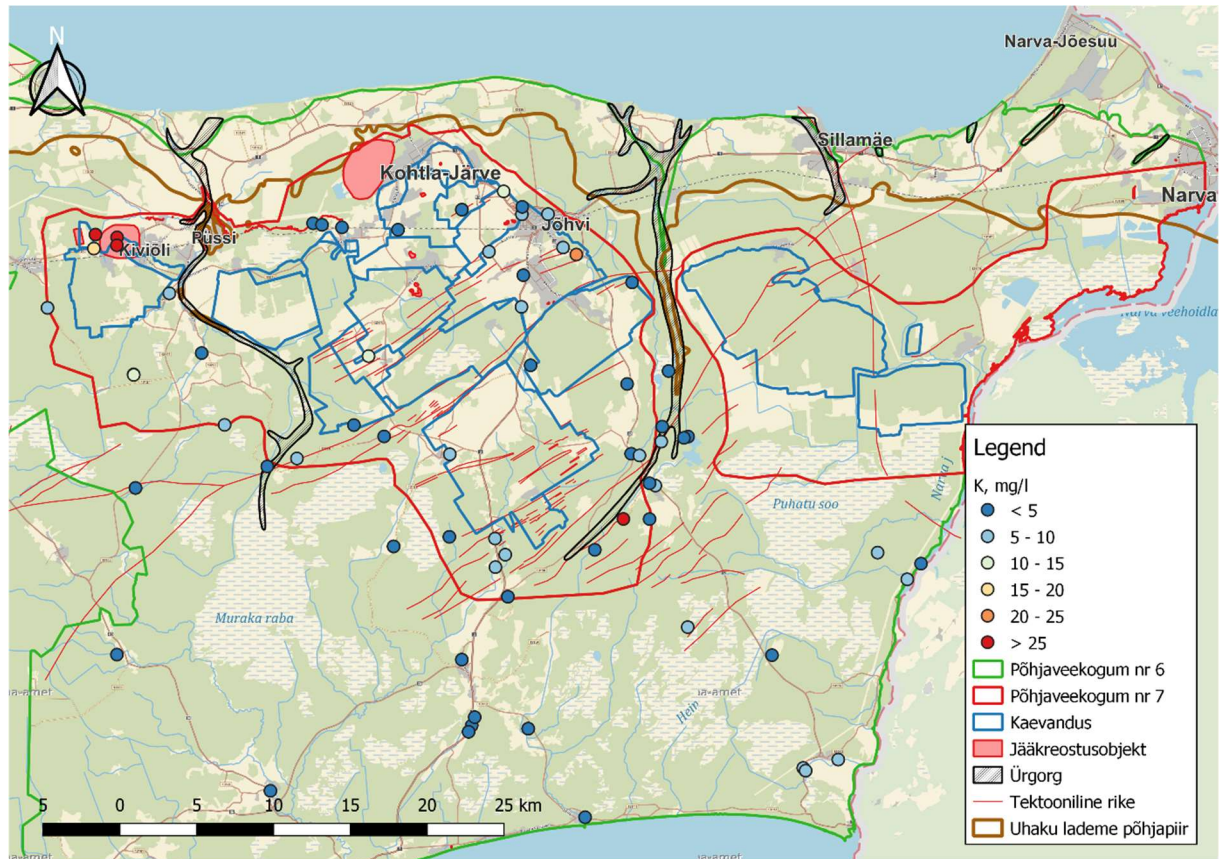 N
Narva-Jõesuu
Sillamäe
Kohtla-Järve
Narva
Jõhvi
Püssi
Kiviõli
Narva veehoidla
Narva j
Puhatu soo
Muraka raba
Hein
5 0 5 10 15 20 25 km
Legend
K, mg/l
< 5
5 - 10
10 - 15
15 - 20
20 - 25
> 25
Põhjaveekogum nr 6
Põhjaveekogum nr 7
Kaevandus
Jääkreostusobjekt
Ürgorg
Tektooniline rike
Uhaku lademe põhjapiir